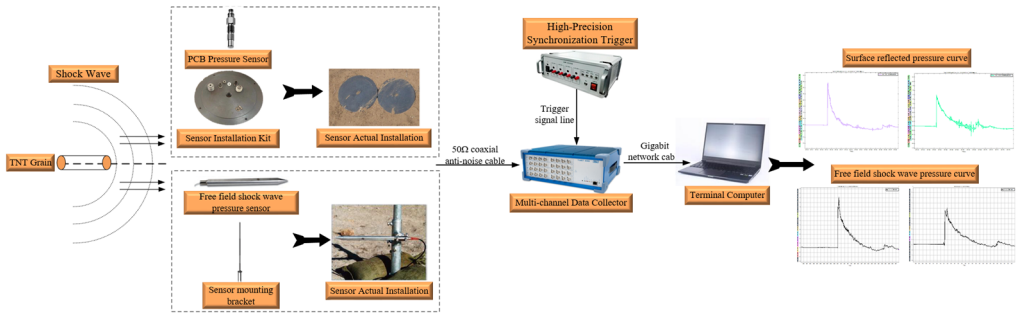 Shock Wave
TNT Grain
PCB Pressure Sensor
Sensor Installation Kit
Sensor Actual Installation
Free field shock wave
pressure sensor
Sensor mounting
bracket
Sensor Actual Installation
50Ω coaxial
anti-noise cable
High-Precision
Synchronization Trigger
Trigger
signal line
Multi-channel Data Collector
Gigabit
network cab
Terminal Computer
Surface reflected pressure curve
Free field shock wave pressure curve